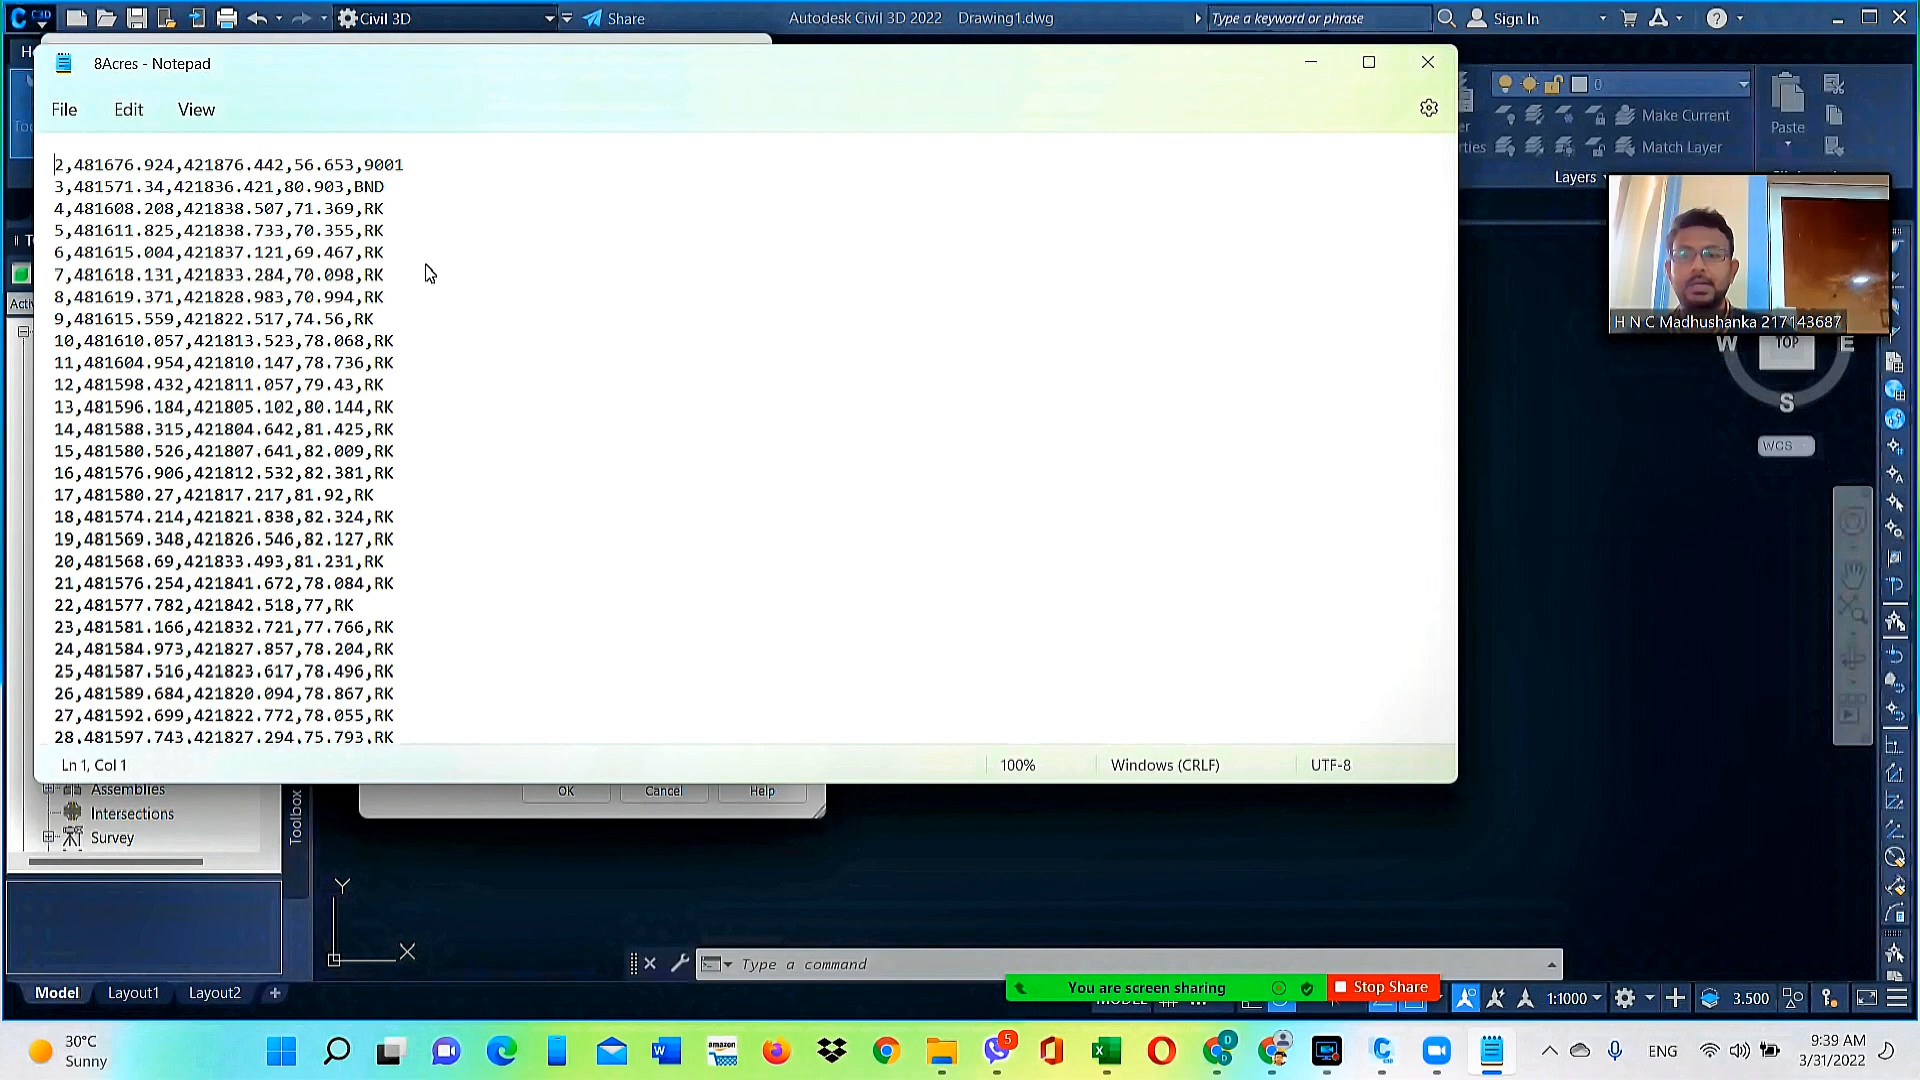 Civil 3D
Share
Autodesk Civil 3D 2022 Drawing1.dwg
Type a keyword or phrase
Sign In
8Acres - Notepad
File Edit View
2,481676.924,421876.442,56.653,9001
3,481571.34,421836.421,80.903,BND
4,481608.208,421838.507,71.369,RK
5,481611.825,421838.733,70.355,RK
6,481615.004,421837.121,69.467,RK
7,481618.131,421833.284,70.098,RK
8,481619.371,421828.983,70.994,RK
9,481615.559,421822.517,74.56,RK
10,481610.057,421813.523,78.068,RK
11,481604.954,421810.147,78.736,RK
12,481598.432,421811.057,79.43,RK
13,481596.184,421805.102,80.144,RK
14,481588.315,421804.642,81.425,RK
15,481580.526,421807.641,82.009,RK
16,481576.906,421812.532,82.381,RK
17,481580.27,421817.217,81.92,RK
18,481574.214,421821.838,82.324,RK
19,481569.348,421826.546,82.127,RK
20,481568.69,421833.493,81.231,RK
21,481576.254,421841.672,78.084,RK
22,481577.782,421842.518,77,RK
23,481581.166,421832.721,77.766,RK
24,481584.973,421827.857,78.204,RK
25,481587.516,421823.617,78.496,RK
26,481589.684,421820.094,78.867,RK
27,481592.699,421822.772,78.055,RK
28,481597.743,421827.294,75.793,RK
Ln 1, Col 1
100%
Windows (CRLF)
UTF-8
0
Make Current
Match Layer
Paste
Layers
H N C Madhushanka 217143687
W TOP E
S
WCS
OK Cancel Help
Assemblies
Intersections
Survey
Toolbox
Y
X
Type a command
Model Layout1 Layout2 +
You are screen sharing
Stop Share
MODEL
1:1000
3.500
30°C
Sunny
amazon
5
D
D
ENG
9:39 AM
3/31/2022